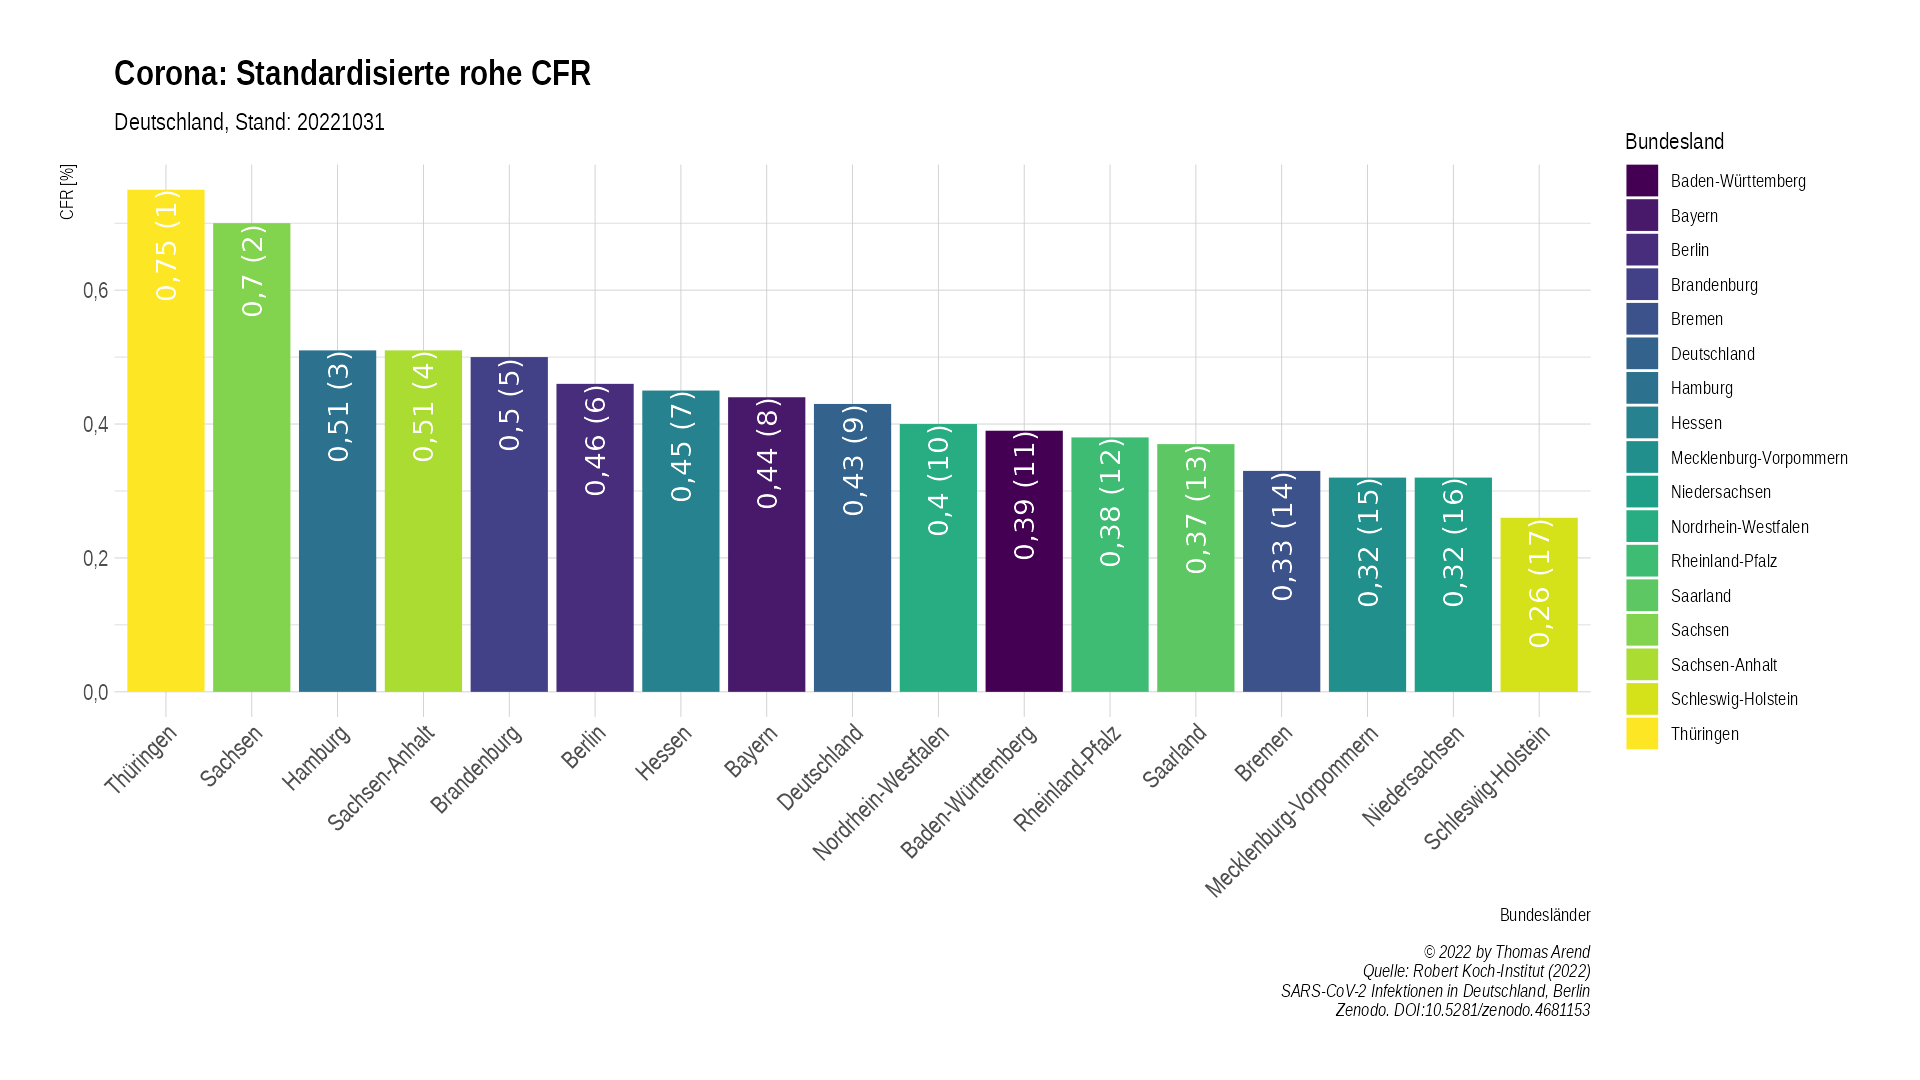 Corona: Standardisierte rohe CFR
Deutschland, Stand: 20221031
CFR [%]
0,6
0,4
0,2
0,0
0,75 (1)
0,7 (2)
0,51 (3)
0,51 (4)
0,5 (5)
0,46 (6)
0,45 (7)
0,44 (8)
0,43 (9)
0,4 (10)
0,39 (11)
0,38 (12)
0,37 (13)
0,33 (14)
0,32 (15)
0,32 (16)
0,26 (17)
Thüringen
Sachsen
Hamburg
Sachsen-Anhalt
Brandenburg
Berlin
Hessen
Bayern
Deutschland
Nordrhein-Westfalen
Baden-Württemberg
Rheinland-Pfalz
Saarland
Bremen
Mecklenburg-Vorpommern
Niedersachsen
Schleswig-Holstein
Bundesländer
Bundesland
Baden-Württemberg
Bayern
Berlin
Brandenburg
Bremen
Deutschland
Hamburg
Hessen
Mecklenburg-Vorpommern
Niedersachsen
Nordrhein-Westfalen
Rheinland-Pfalz
Saarland
Sachsen
Sachsen-Anhalt
Schleswig-Holstein
Thüringen
© 2022 by Thomas Arend
Quelle: Robert Koch-Institut (2022)
SARS-CoV-2 Infektionen in Deutschland, Berlin
Zenodo. DOI:10.5281/zenodo.4681153